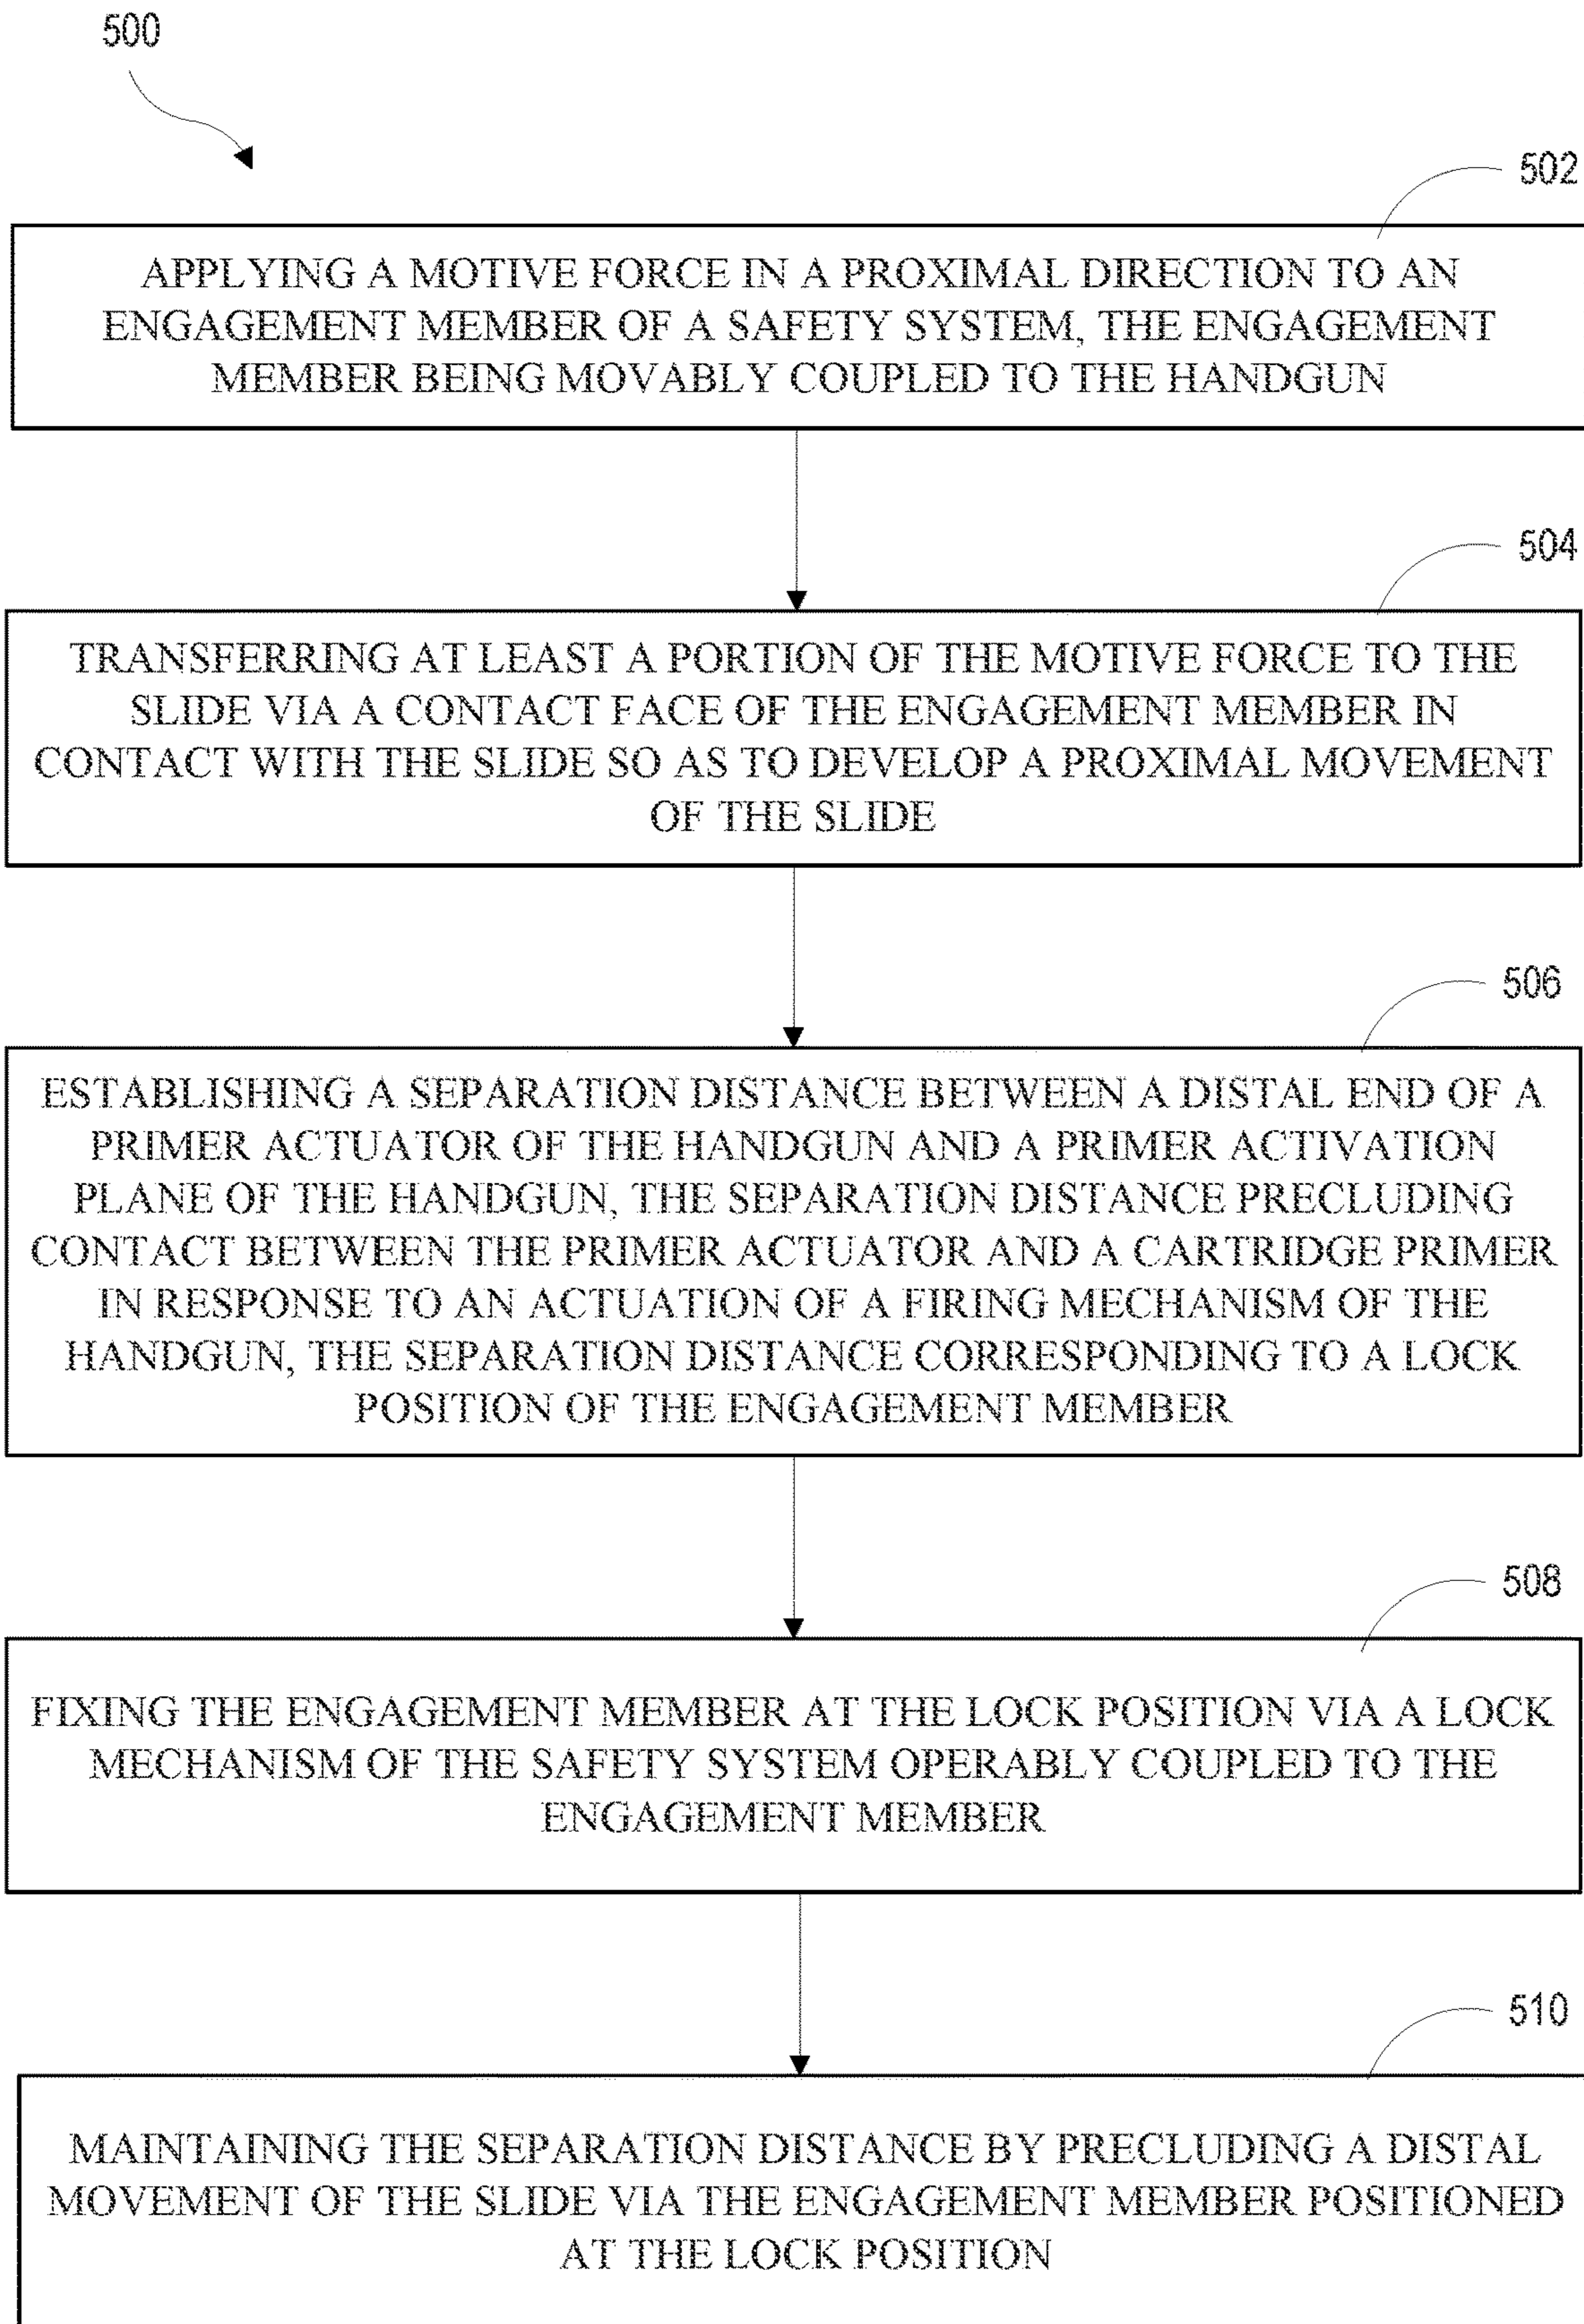 500
502
APPLYING A MOTIVE FORCE IN A PROXIMAL DIRECTION TO AN
ENGAGEMENT MEMBER OF A SAFETY SYSTEM, THE ENGAGEMENT
MEMBER BEING MOVABLY COUPLED TO THE HANDGUN
504
TRANSFERRING AT LEAST A PORTION OF THE MOTIVE FORCE TO THE
SLIDE VIA A CONTACT FACE OF THE ENGAGEMENT MEMBER IN
CONTACT WITH THE SLIDE SO AS TO DEVELOP A PROXIMAL MOVEMENT
OF THE SLIDE
506
ESTABLISHING A SEPARATION DISTANCE BETWEEN A DISTAL END OF A
PRIMER ACTUATOR OF THE HANDGUN AND A PRIMER ACTIVATION
PLANE OF THE HANDGUN, THE SEPARATION DISTANCE PRECLUDING
CONTACT BETWEEN THE PRIMER ACTUATOR AND A CARTRIDGE PRIMER
IN RESPONSE TO AN ACTUATION OF A FIRING MECHANISM OF THE
HANDGUN, THE SEPARATION DISTANCE CORRESPONDING TO A LOCK
POSITION OF THE ENGAGEMENT MEMBER
508
FIXING THE ENGAGEMENT MEMBER AT THE LOCK POSITION VIA A LOCK
MECHANISM OF THE SAFETY SYSTEM OPERABLY COUPLED TO THE
ENGAGEMENT MEMBER
510
MAINTAINING THE SEPARATION DISTANCE BY PRECLUDING A DISTAL
MOVEMENT OF THE SLIDE VIA THE ENGAGEMENT MEMBER POSITIONED
AT THE LOCK POSITION